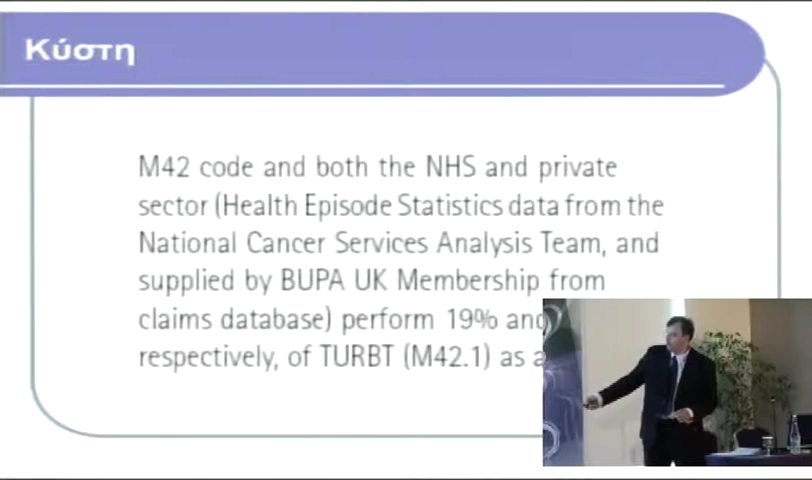 Κύστη
M42 code and both the NHS and private
sector (Health Episode Statistics data from the
National Cancer Services Analysis Team, and
supplied by BUPA UK Membership from
claims database) perform 19% and
respectively, of TURBT (M42.1) as a